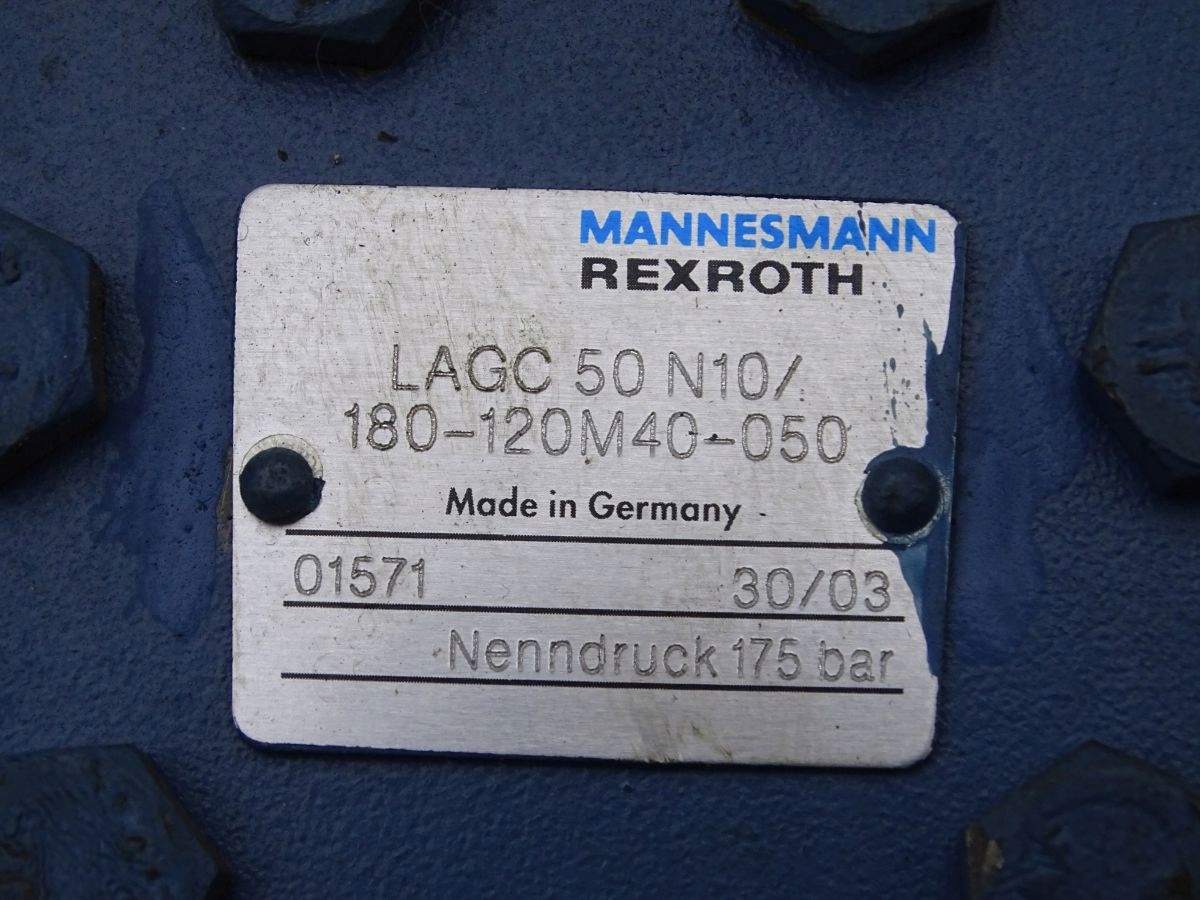 MANNESMANN
REXROTH
LAGC 50 N10/
180-120M40-050
Made in Germany
01571 30/03
Nenndruck 175 bar